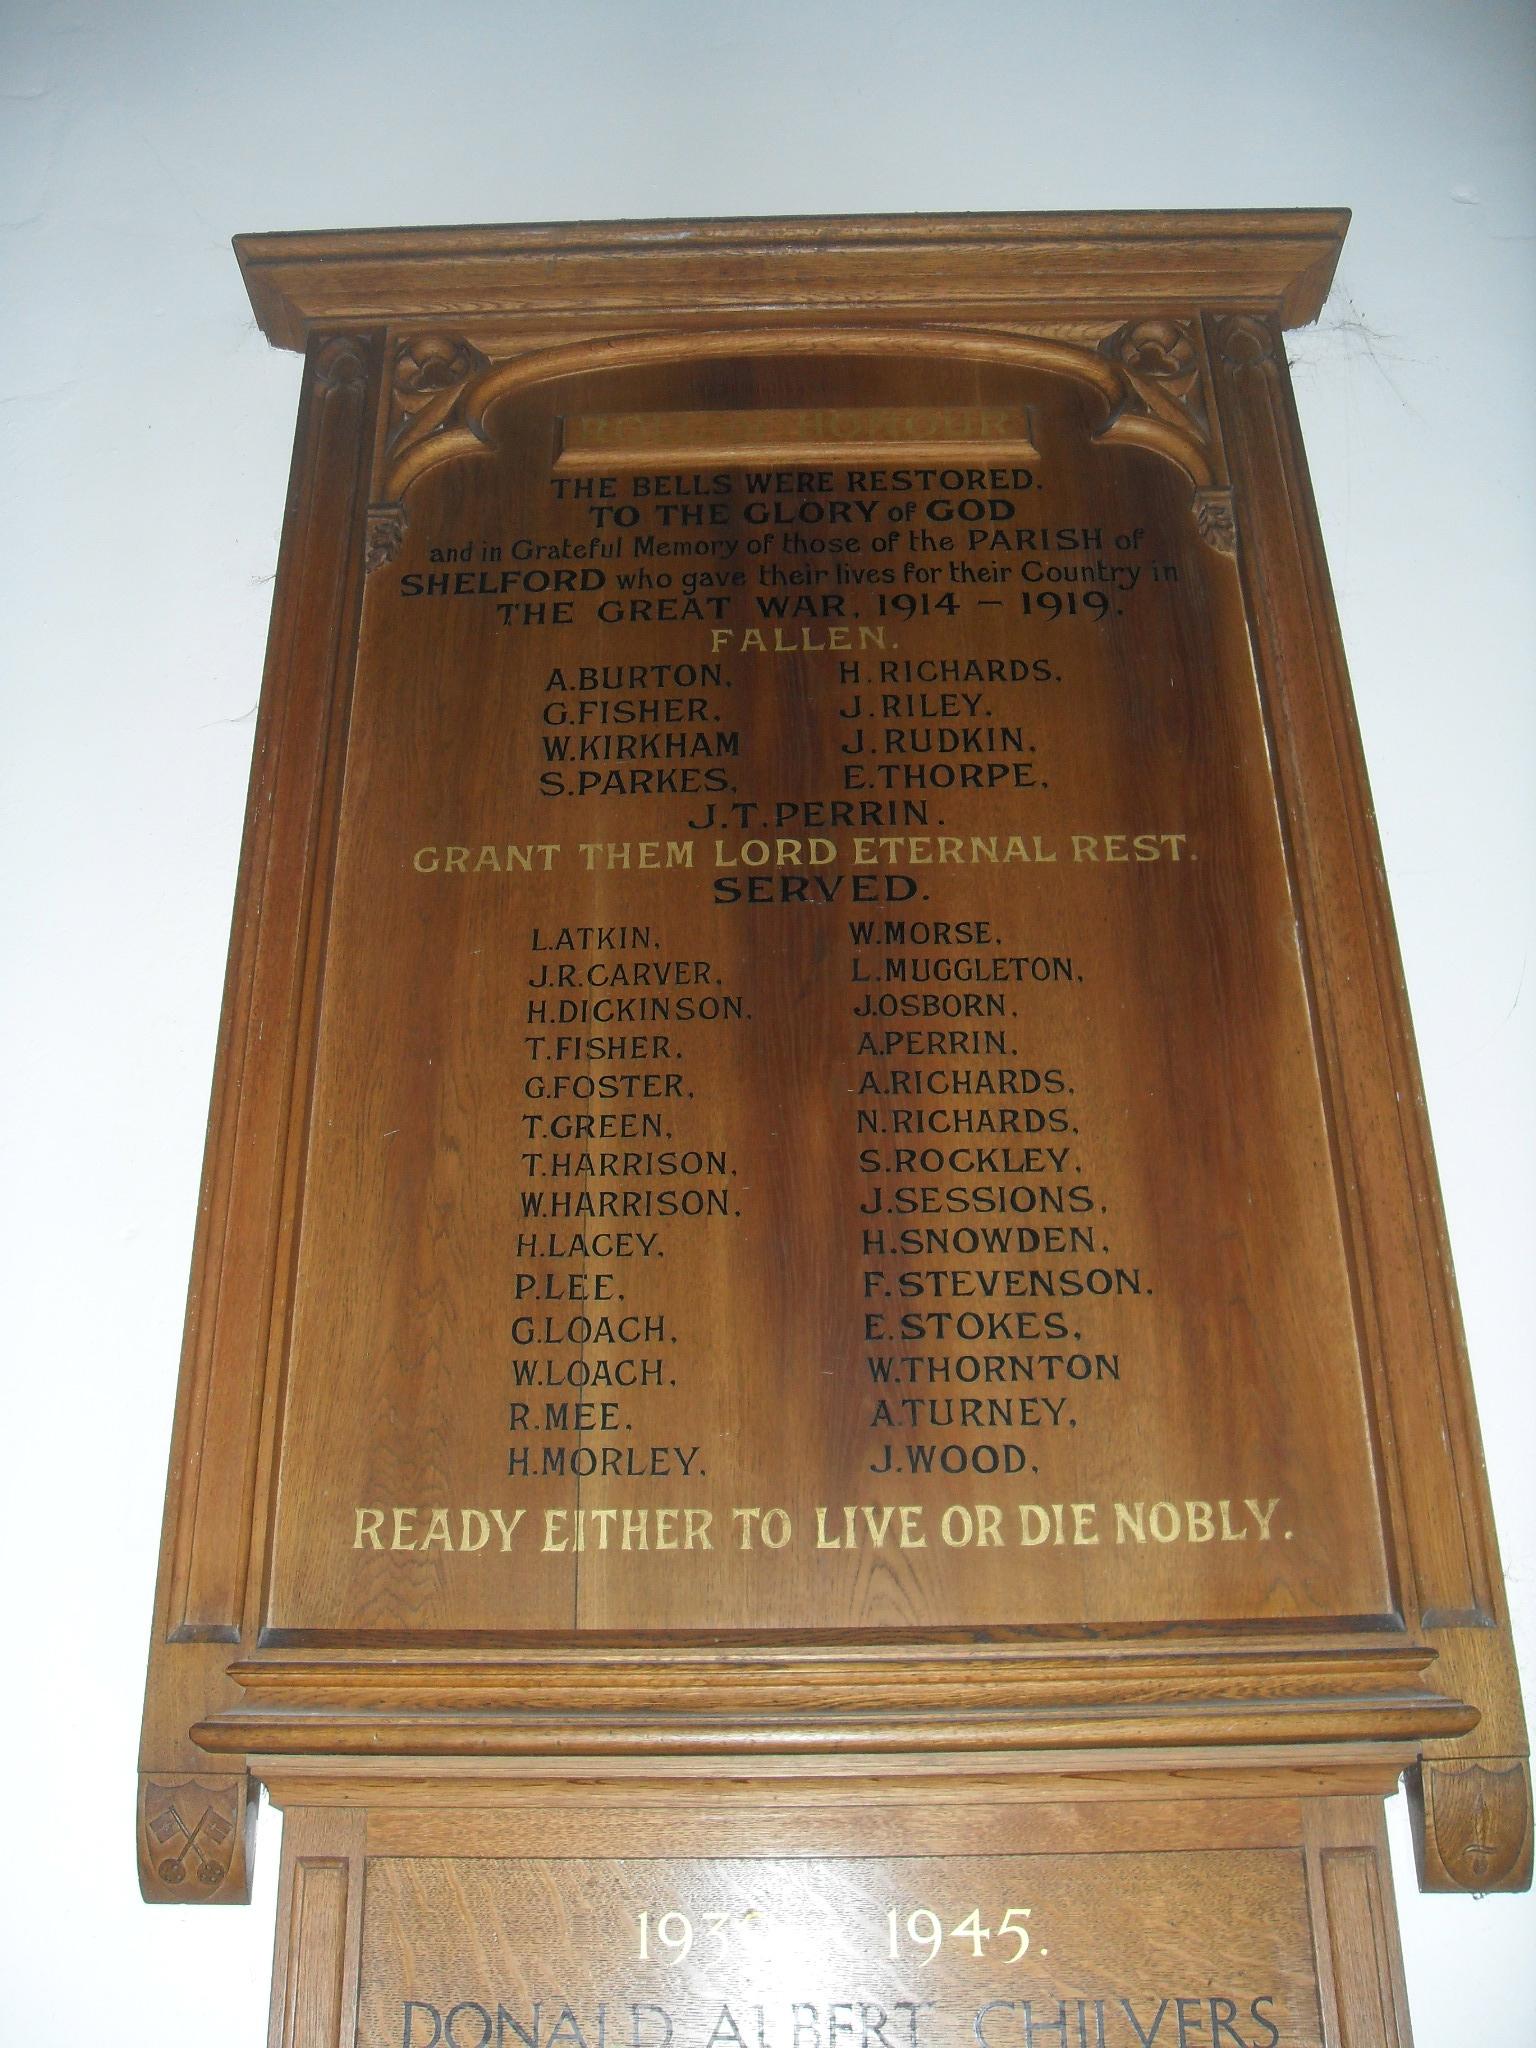 ROLL OF HONOUR
THE BELLS WERE RESTORED.
TO THE GLORY of GOD
and in Grateful Memory of those of the PARISH of
SHELFORD who gave their lives for their Country in
THE GREAT WAR, 1914 – 1919.
FALLEN.
A.BURTON, H.RICHARDS,
G.FISHER, J.RILEY,
W.KIRKHAM J.RUDKIN,
S.PARKES, E.THORPE,
J.T.PERRIN.
GRANT THEM LORD ETERNAL REST.
SERVED.
L.ATKIN, W.MORSE,
J.R.CARVER, L.MUGGLETON,
H.DICKINSON, J.OSBORN,
T.FISHER, A.PERRIN,
G.FOSTER, A.RICHARDS,
T.GREEN, N.RICHARDS,
T.HARRISON, S.ROCKLEY,
W.HARRISON, J.SESSIONS,
H.LACEY, H.SNOWDEN,
P.LEE, F.STEVENSON.
G.LOACH, E.STOKES,
W.LOACH, W.THORNTON
R.MEE, A.TURNEY,
H.MORLEY, J.WOOD,
READY EITHER TO LIVE OR DIE NOBLY.
1945.
DONALD ALBERT CHILVERS